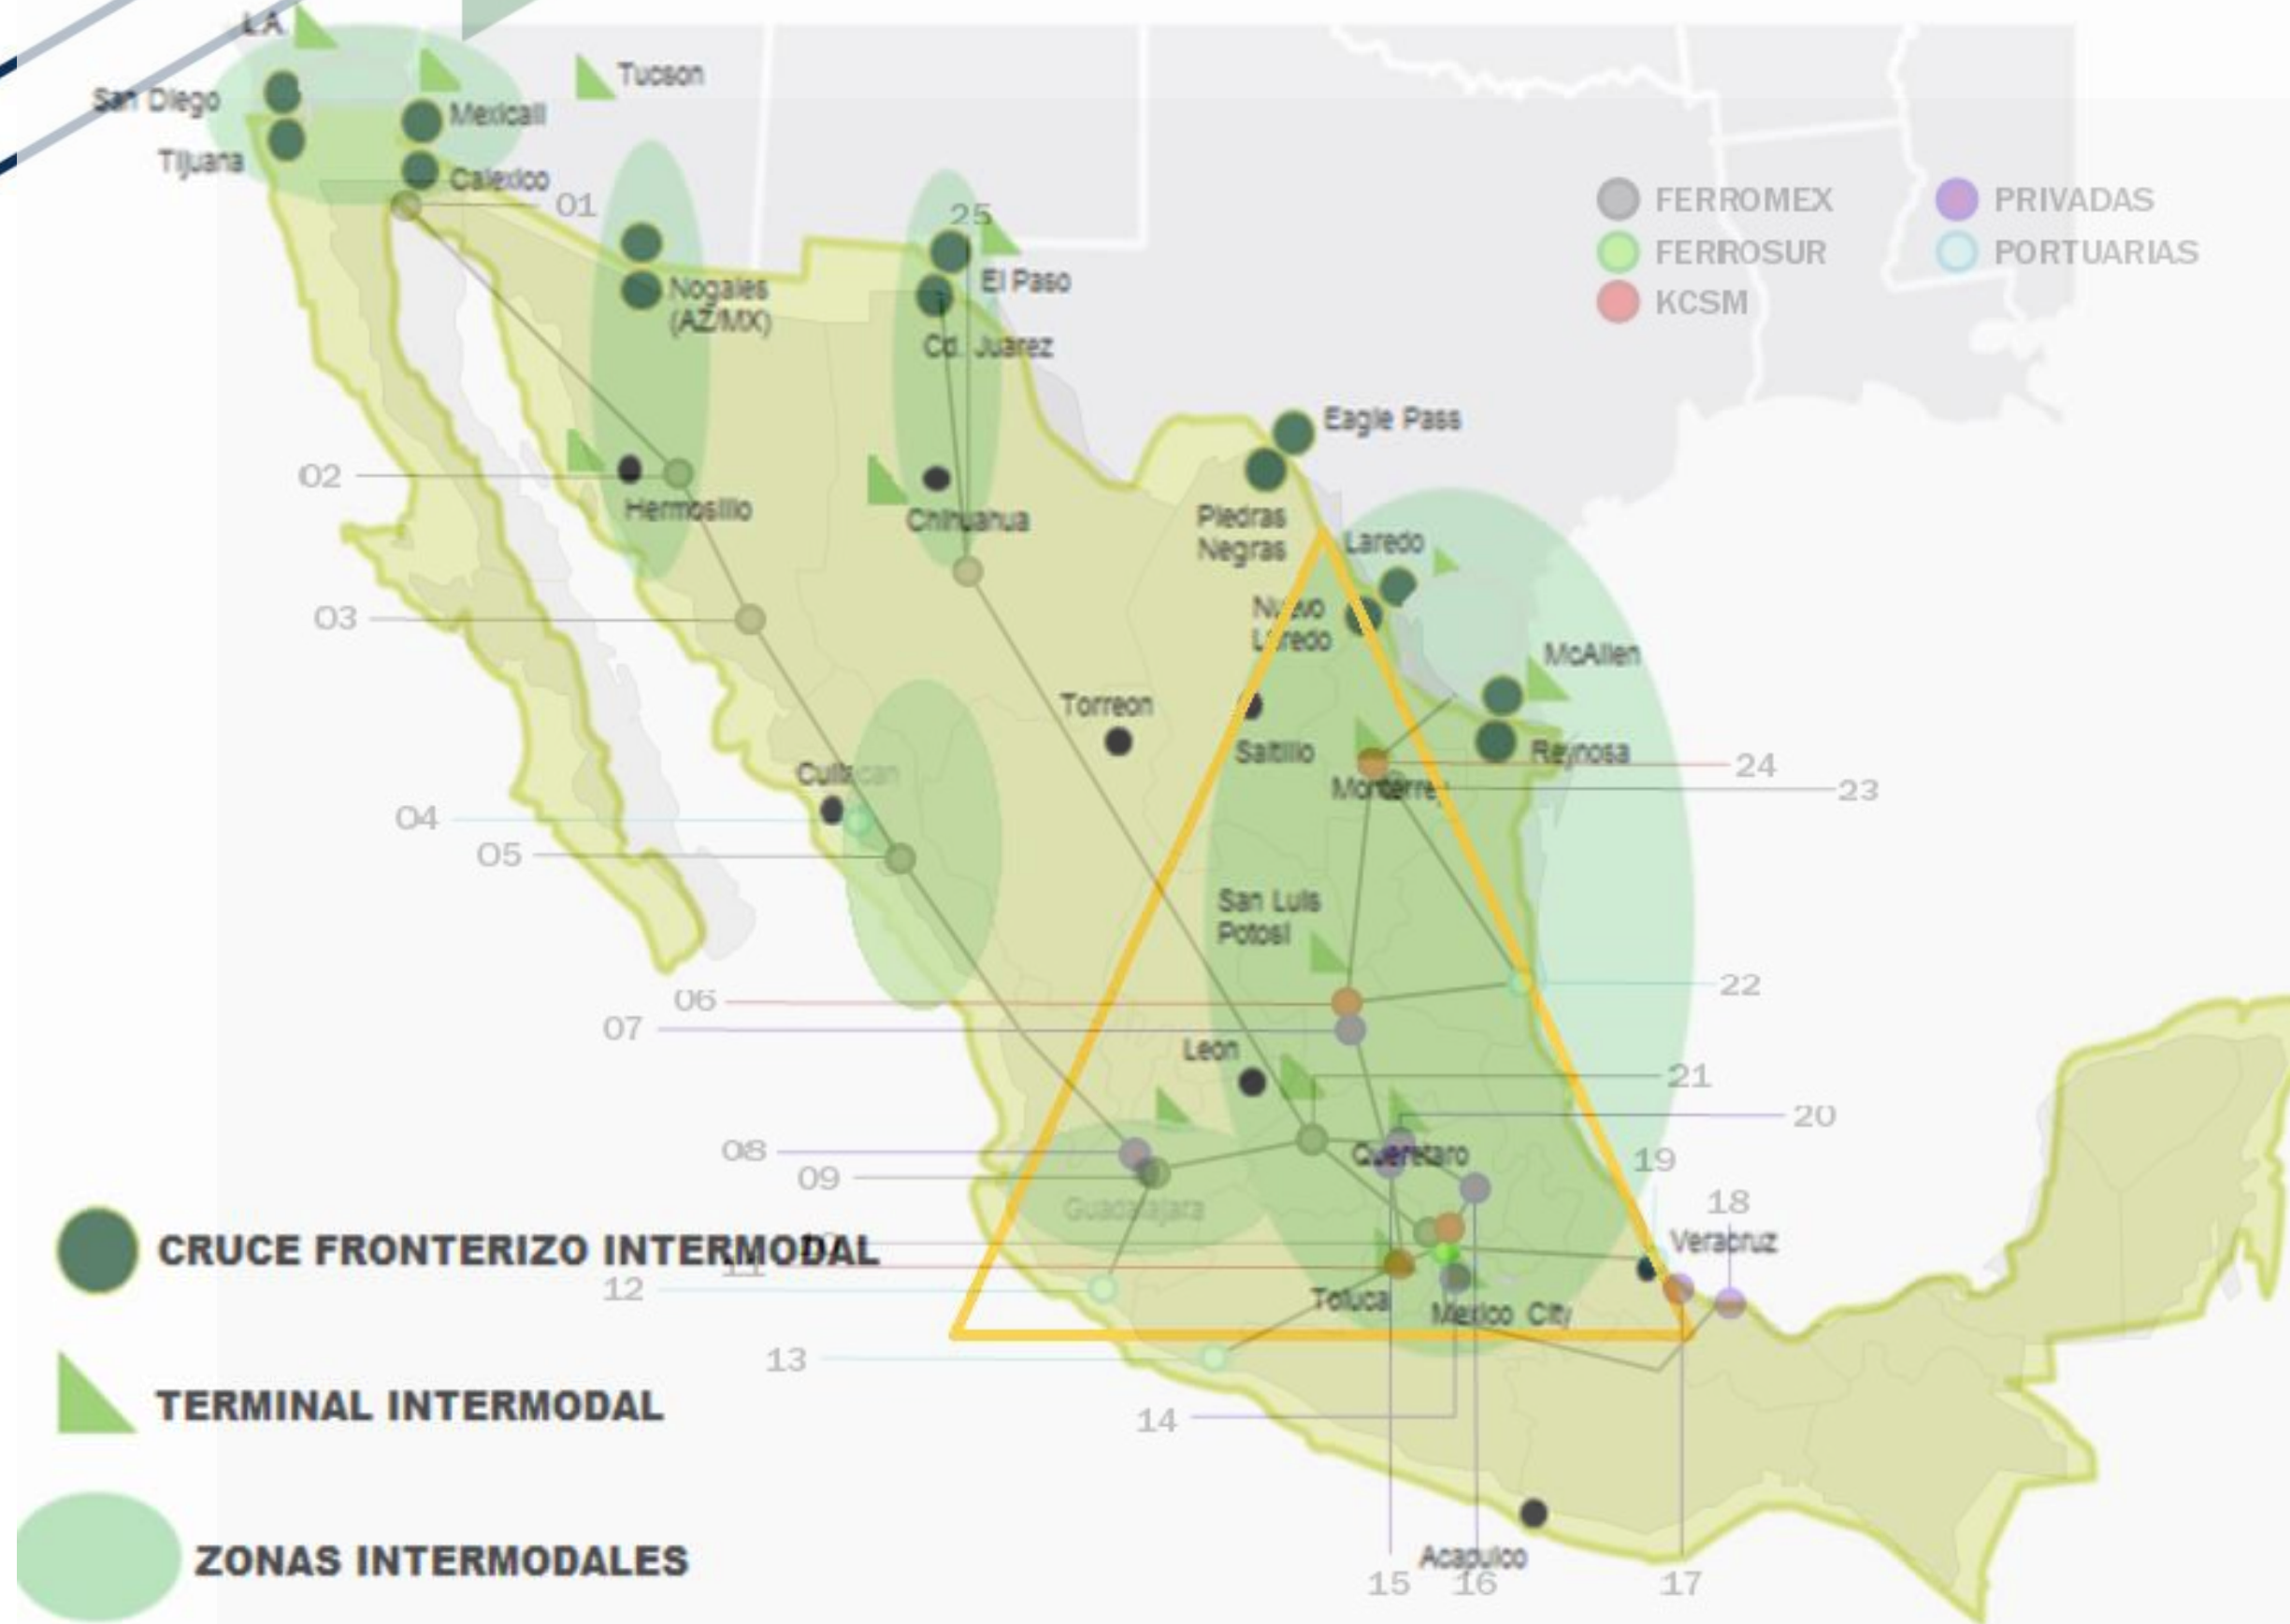 L.A.
Tucson
San Diego
Mexicali
Tijuana
Calexico
01
25
FERROMEX
PRIVADAS
FERROSUR
PORTUARIAS
KCSM
Nogales
(AZ/MX)
El Paso
Cd. Juarez
Eagle Pass
02
Hermosillo
Chihuahua
Piedras
Negras
Laredo
03
Nuevo
Laredo
McAllen
Torreon
Saltillo
Reynosa
24
Culiacan
Monterrey
23
04
05
San Luis
Potosi
06
22
07
Leon
21
20
08
Queretaro
19
09
Guadalajara
18
Veracruz
CRUCE FRONTERIZO INTERMODAL
11
12
Toluca
Mexico City
13
TERMINAL INTERMODAL
14
ZONAS INTERMODALES
Acapulco
15
16
17